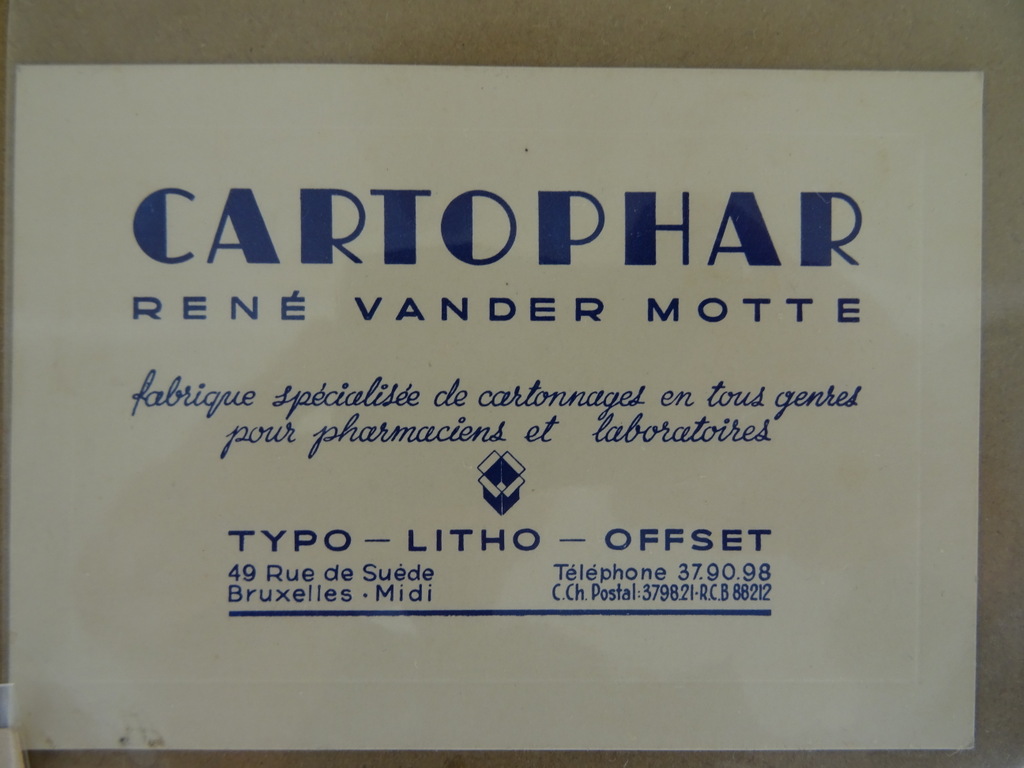 CARTOPHAR
RENÉ VANDER MOTTE
fabrique spécialisée de cartonnages en tous genres
pour pharmaciens et laboratoires
TYPO — LITHO — OFFSET
49 Rue de Suède Téléphone 37.90.98
Bruxelles · Midi C.Ch. Postal:3798.21-R.C.B 88212